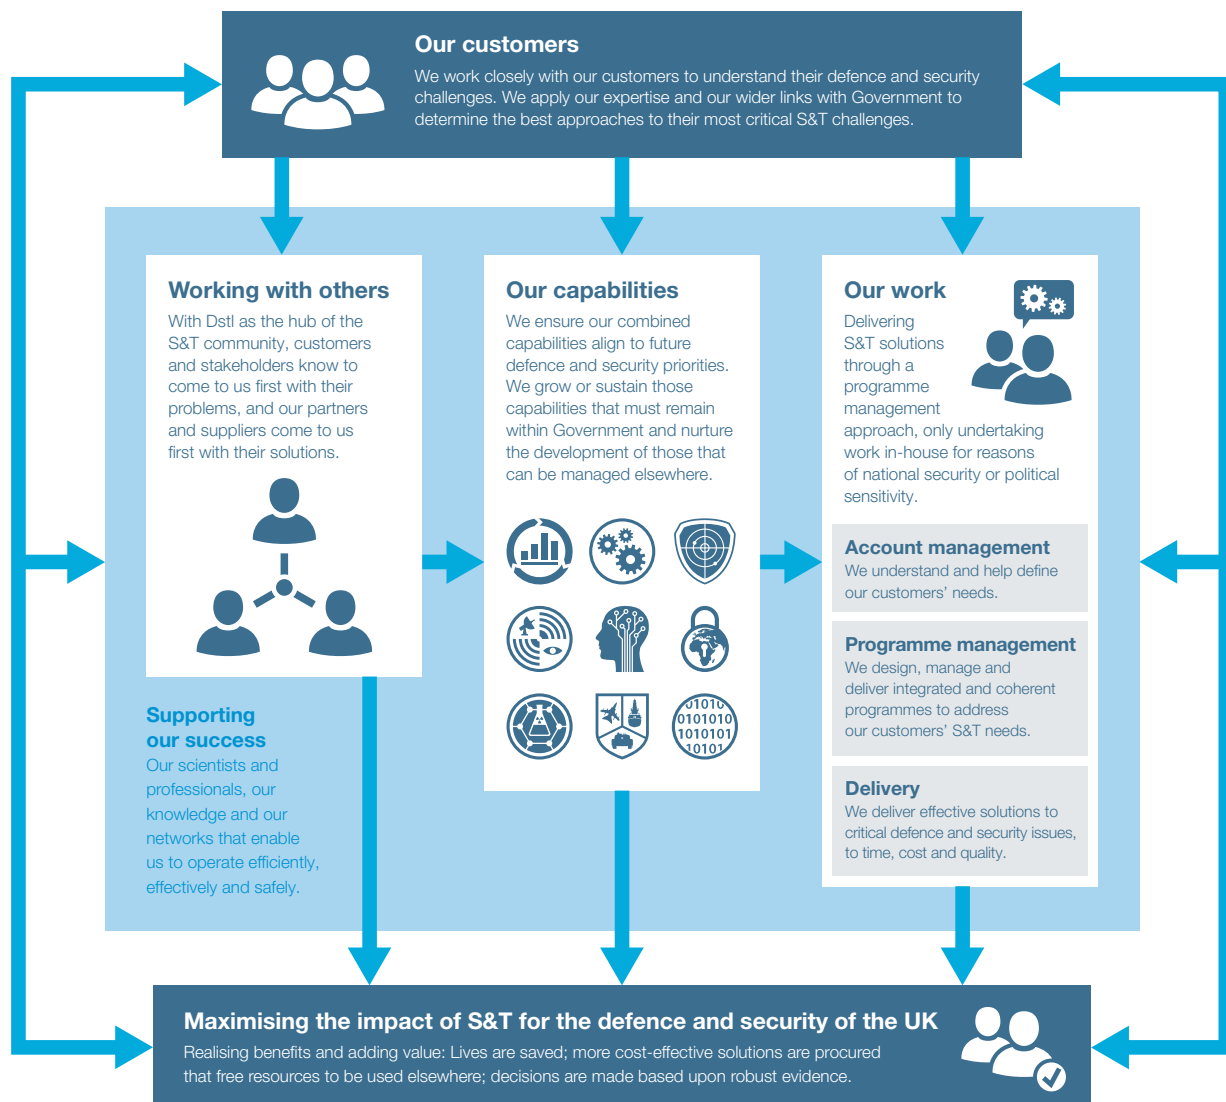 Our customers
We work closely with our customers to understand their defence and security
challenges. We apply our expertise and our wider links with Government to
determine the best approaches to their most critical S&T challenges.
Working with others
With Dstl as the hub of the
S&T community, customers
and stakeholders know to
come to us first with their
problems, and our partners
and suppliers come to us
first with their solutions.
Our capabilities
We ensure our combined
capabilities align to future
defence and security priorities.
We grow or sustain those
capabilities that must remain
within Government and nurture
the development of those that
can be managed elsewhere.
01010
0101010
1010101
10101
Our work
Delivering
S&T solutions
through a
programme
management
approach, only undertaking
work in-house for reasons
of national security or political
sensitivity.
Account management
We understand and help define
our customers' needs.
Programme management
We design, manage and
deliver integrated and coherent
programmes to address
our customers' S&T needs.
Delivery
We deliver effective solutions to
critical defence and security issues,
to time, cost and quality.
Supporting
our success
Our scientists and
professionals, our
knowledge and our
networks that enable
us to operate efficiently,
effectively and safely.
Maximising the impact of S&T for the defence and security of the UK
Realising benefits and adding value: Lives are saved; more cost-effective solutions are procured
that free resources to be used elsewhere; decisions are made based upon robust evidence.